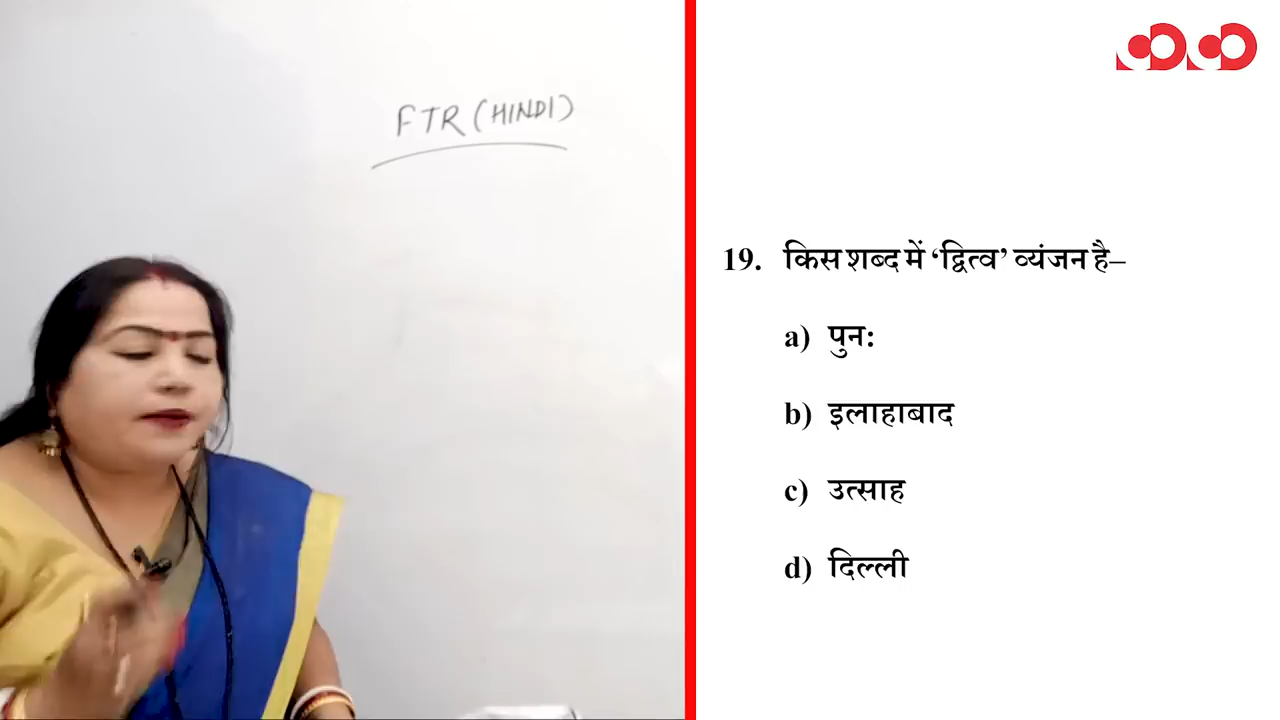 FTR (HINDI)
19. किस शब्द में ‘द्वित्व’ व्यंजन है–
a) पुन:
b) इलाहाबाद
c) उत्साह
d) दिल्ली